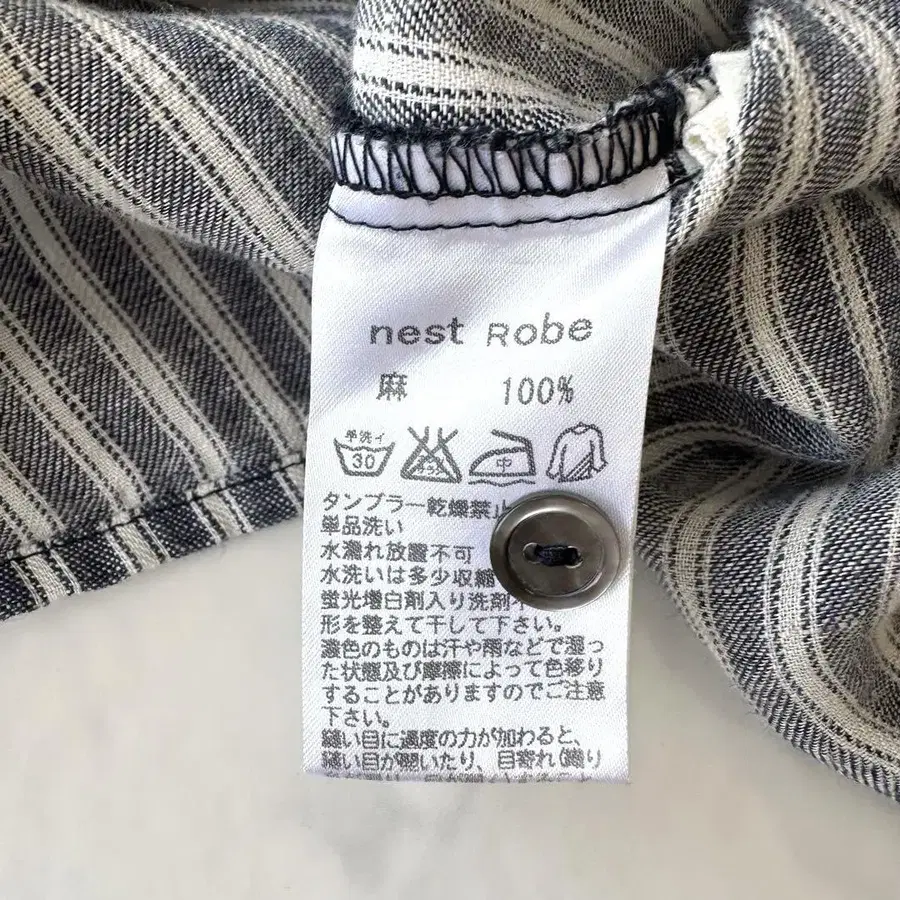 nest Robe
麻 100%
手洗イ
30
中
タンブラー乾燥禁止
単品洗い
水濡れ放置不可
水洗いは多少収縮
蛍光増白剤入り洗剤不
形を整えて干して下さい。
濃色のものは汗や雨などで湿っ
た状態及び摩擦によって色移り
することがありますのでご注意
下さい。
縫い目に過度の力が加わると、
縫い目が開いたり、目寄れ(織り